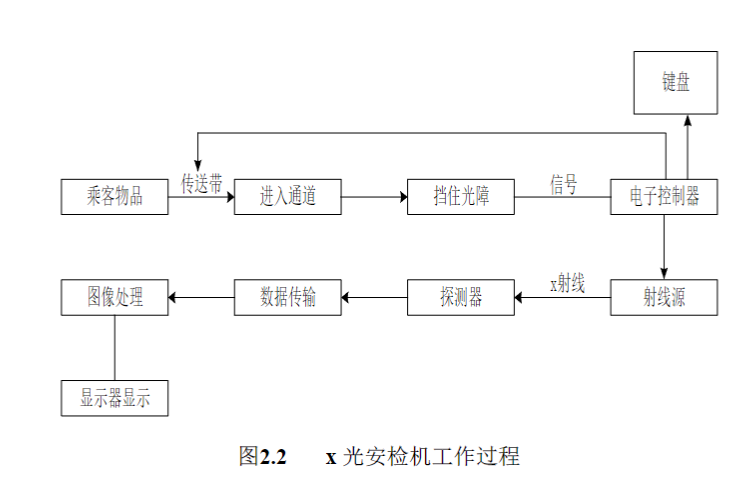 键盘
乘客物品
传送带
进入通道
挡住光障
信号
电子控制器
图像处理
数据传输
探测器
x射线
射线源
显示器显示
图2.2 x 光安检机工作过程